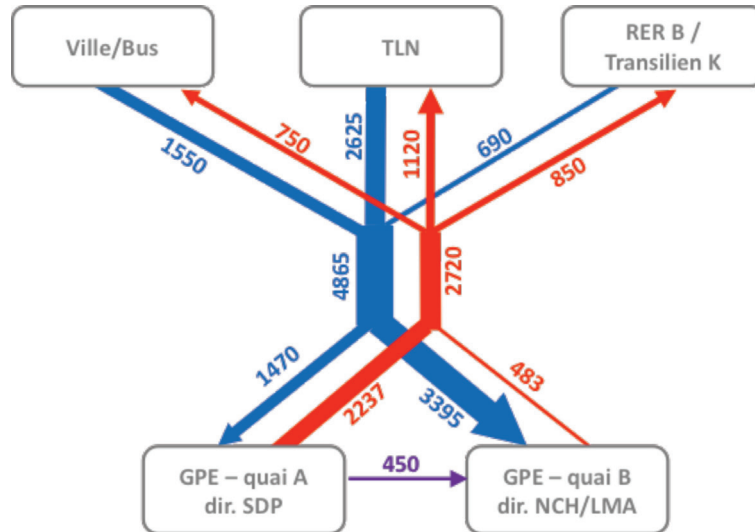 Ville/Bus
TLN
RER B /
Transilien K
1550
750
2625
1120
690
850
4865
2720
1470
2237
3395
483
GPE – quai A
dir. SDP
450
GPE – quai B
dir. NCH/LMA